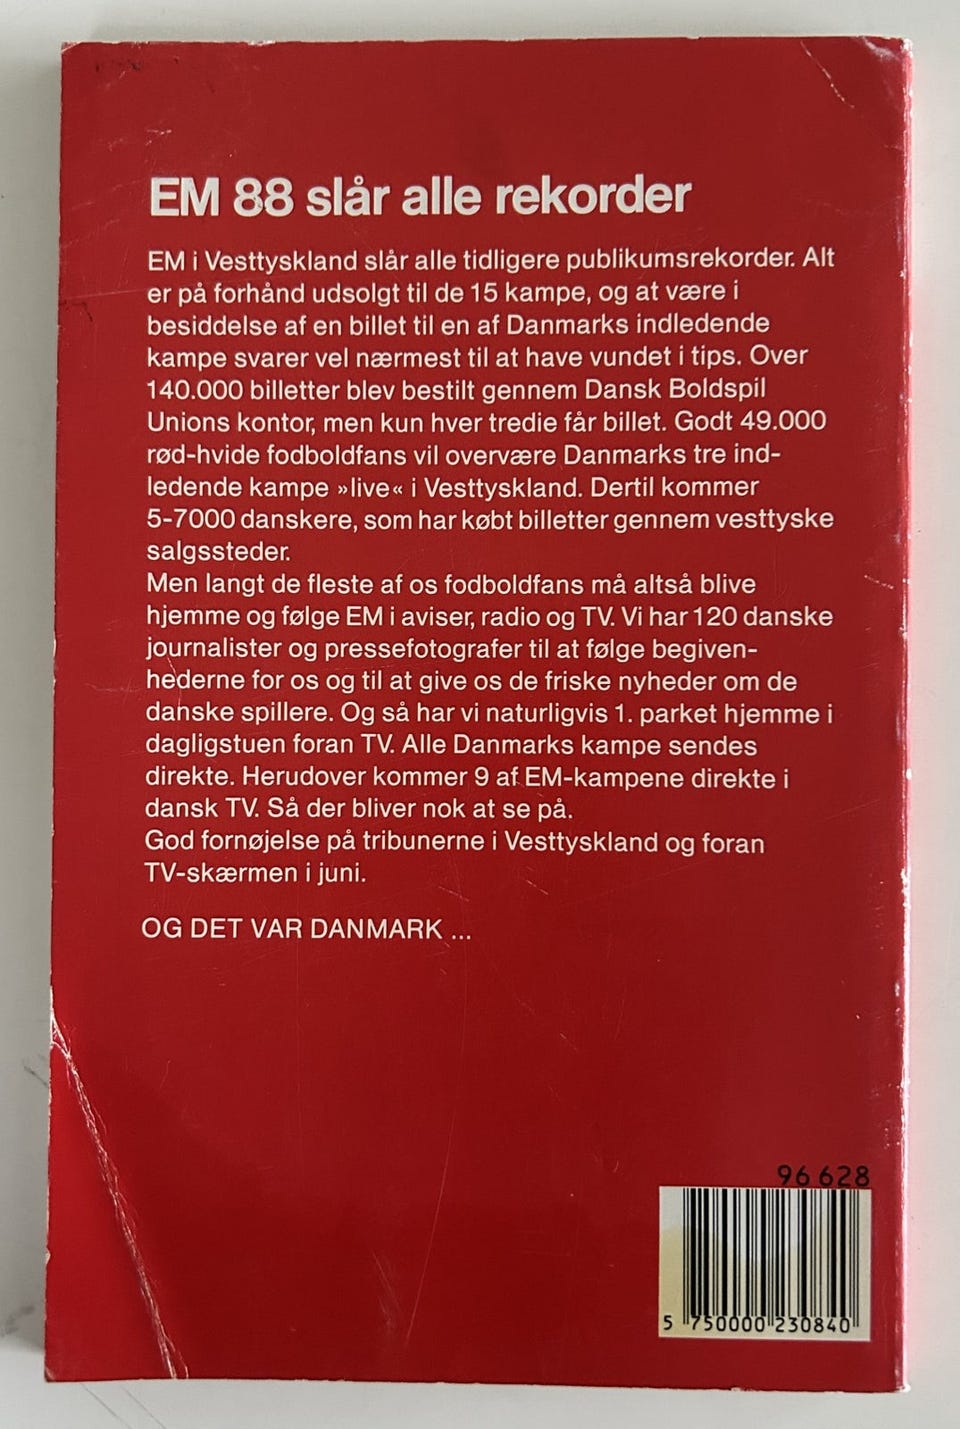 EM 88 slår alle rekorder
EM i Vesttyskland slår alle tidligere publikumsrekorder. Alt
er på forhånd udsolgt til de 15 kampe, og at være i
besiddelse af en billet til en af Danmarks indledende
kampe svarer vel nærmest til at have vundet i tips. Over
140.000 billetter blev bestilt gennem Dansk Boldspil
Unions kontor, men kun hver tredie får billet. Godt 49.000
rød-hvide fodboldfans vil overvære Danmarks tre ind-
ledende kampe »live« i Vesttyskland. Dertil kommer
5-7000 danskere, som har købt billetter gennem vesttyske
salgssteder.
Men langt de fleste af os fodboldfans må altså blive
hjemme og følge EM i aviser, radio og TV. Vi har 120 danske
journalister og pressefotografer til at følge begiven-
hederne for os og til at give os de friske nyheder om de
danske spillere. Og så har vi naturligvis 1. parket hjemme i
dagligstuen foran TV. Alle Danmarks kampe sendes
direkte. Herudover kommer 9 af EM-kampene direkte i
dansk TV. Så der bliver nok at se på.
God fornøjelse på tribunerne i Vesttyskland og foran
TV-skærmen i juni.
OG DET VAR DANMARK ...
96 628
5 750000 230840